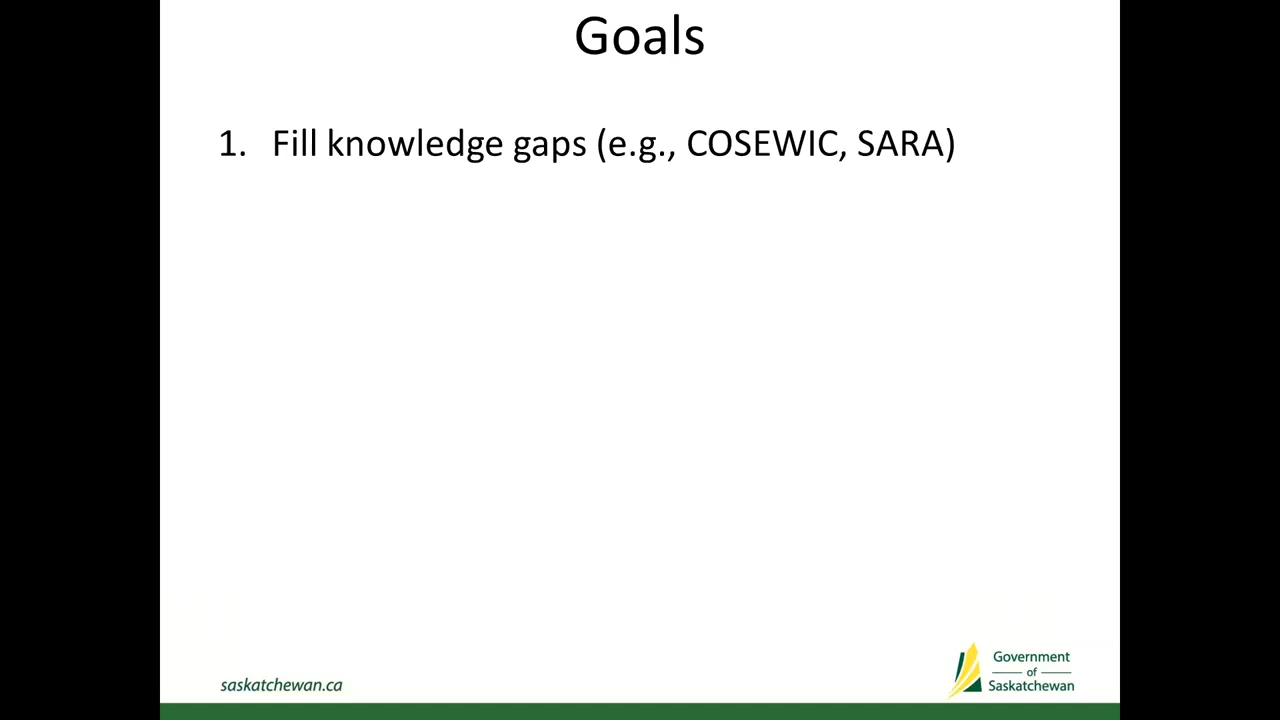 Goals
1. Fill knowledge gaps (e.g., COSEWIC, SARA)
saskatchewan.ca
Government
of
Saskatchewan